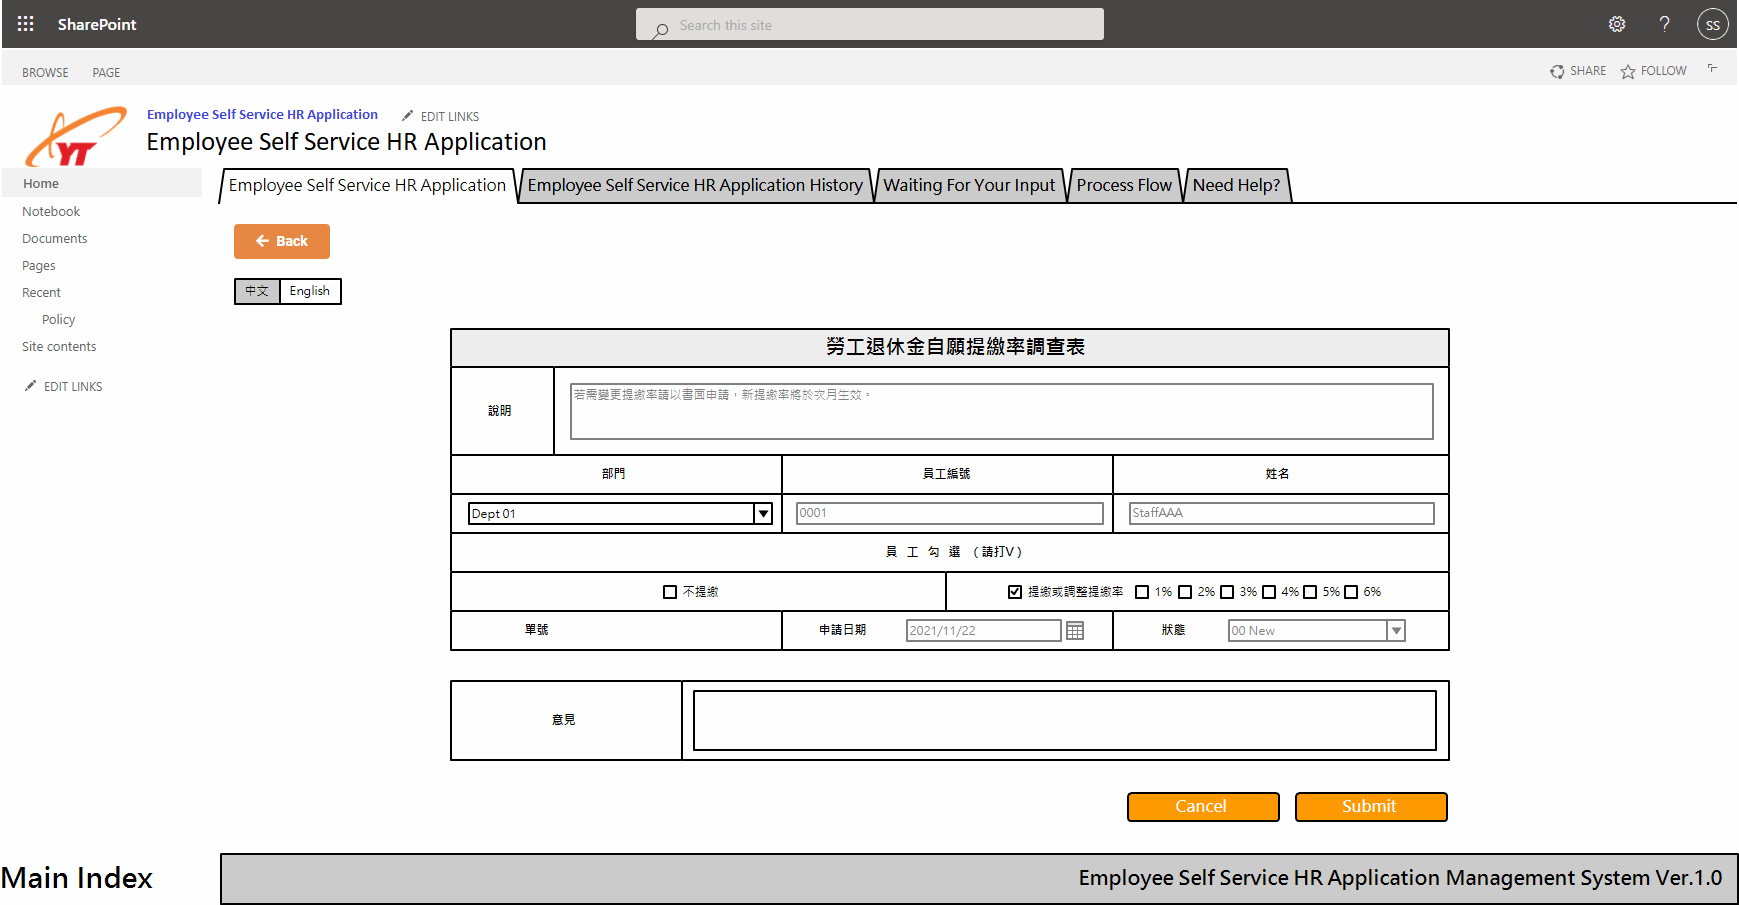 SharePoint
Search this site
?
SS
BROWSE
PAGE
SHARE
FOLLOW
YT
Employee Self Service HR Application
EDIT LINKS
Employee Self Service HR Application
Home
Notebook
Documents
Pages
Recent
Policy
Site contents
EDIT LINKS
Employee Self Service HR Application
Employee Self Service HR Application History
Waiting For Your Input
Process Flow
Need Help?
Back
中文
English
勞工退休金自願提繳率調查表
說明
若需變更提繳率請以書面申請，新提繳率將於次月生效。
部門
員工編號
姓名
Dept 01
0001
StaffAAA
員 工 勾 選 （請打V）
不提繳
提繳或調整提繳率 1% 2% 3% 4% 5% 6%
單號
申請日期
2021/11/22
狀態
00 New
意見
Cancel
Submit
Main Index
Employee Self Service HR Application Management System Ver.1.0